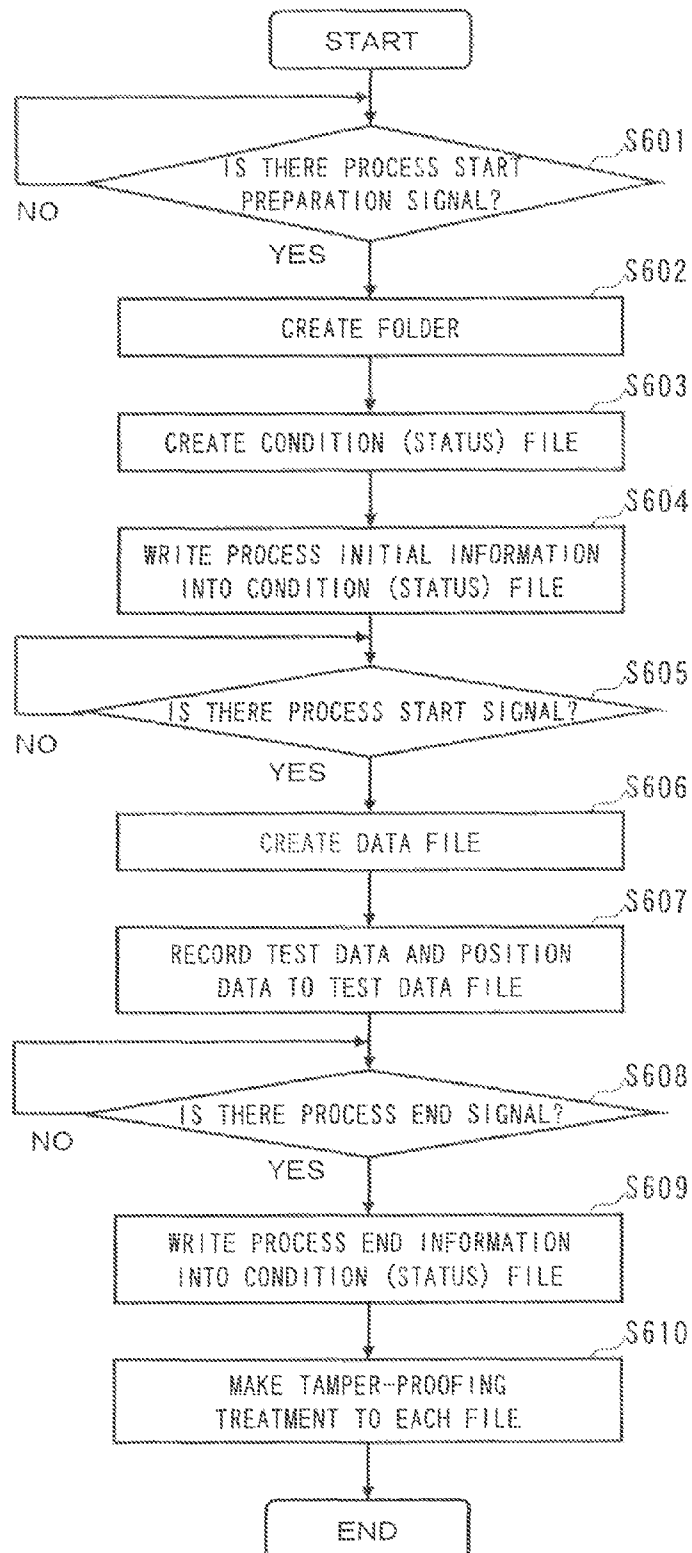 START
S601
IS THERE PROCESS START
PREPARATION SIGNAL?
NO
YES
S602
CREATE FOLDER
S603
CREATE CONDITION (STATUS) FILE
S604
WRITE PROCESS INITIAL INFORMATION
INTO CONDITION (STATUS) FILE
S605
IS THERE PROCESS START SIGNAL?
NO
YES
S606
CREATE DATA FILE
S607
RECORD TEST DATA AND POSITION
DATA TO TEST DATA FILE
S608
IS THERE PROCESS END SIGNAL?
NO
YES
S609
WRITE PROCESS END INFORMATION
INTO CONDITION (STATUS) FILE
S610
MAKE TAMPER-PROOFING
TREATMENT TO EACH FILE
END